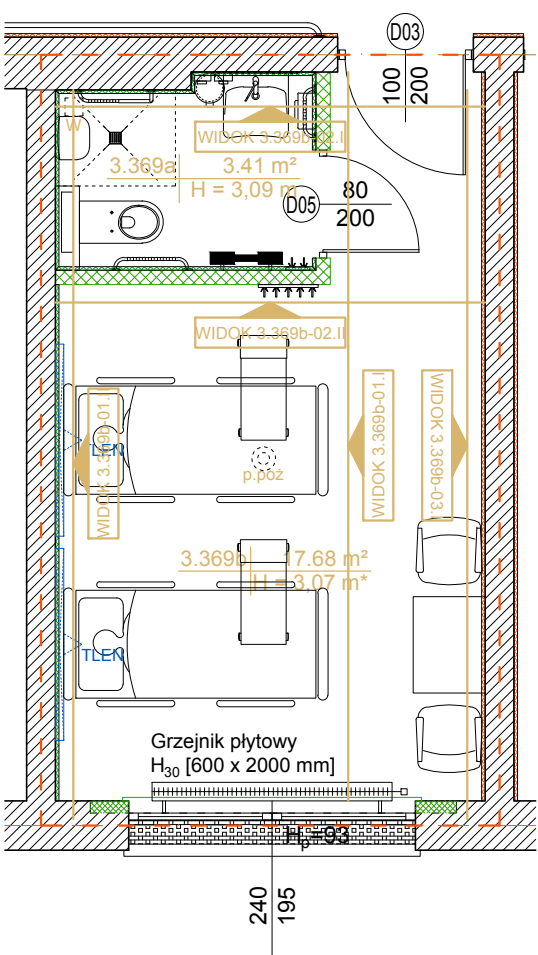 D03
100
200
W
WIDOK 3.369b-02.I
3.369a 3.41 m²
H = 3,09 m
D05
80
200
WIDOK 3.369b-02.II
WIDOK 3.369b-01.I
TLEN
WIDOK 3.369b-01.I
WIDOK 3.369b-03.I
p.poż
3.369b 17.68 m²
H = 3,07 m*
TLEN
Grzejnik płytowy
H30 [600 x 2000 mm]
Hp=93
240
195